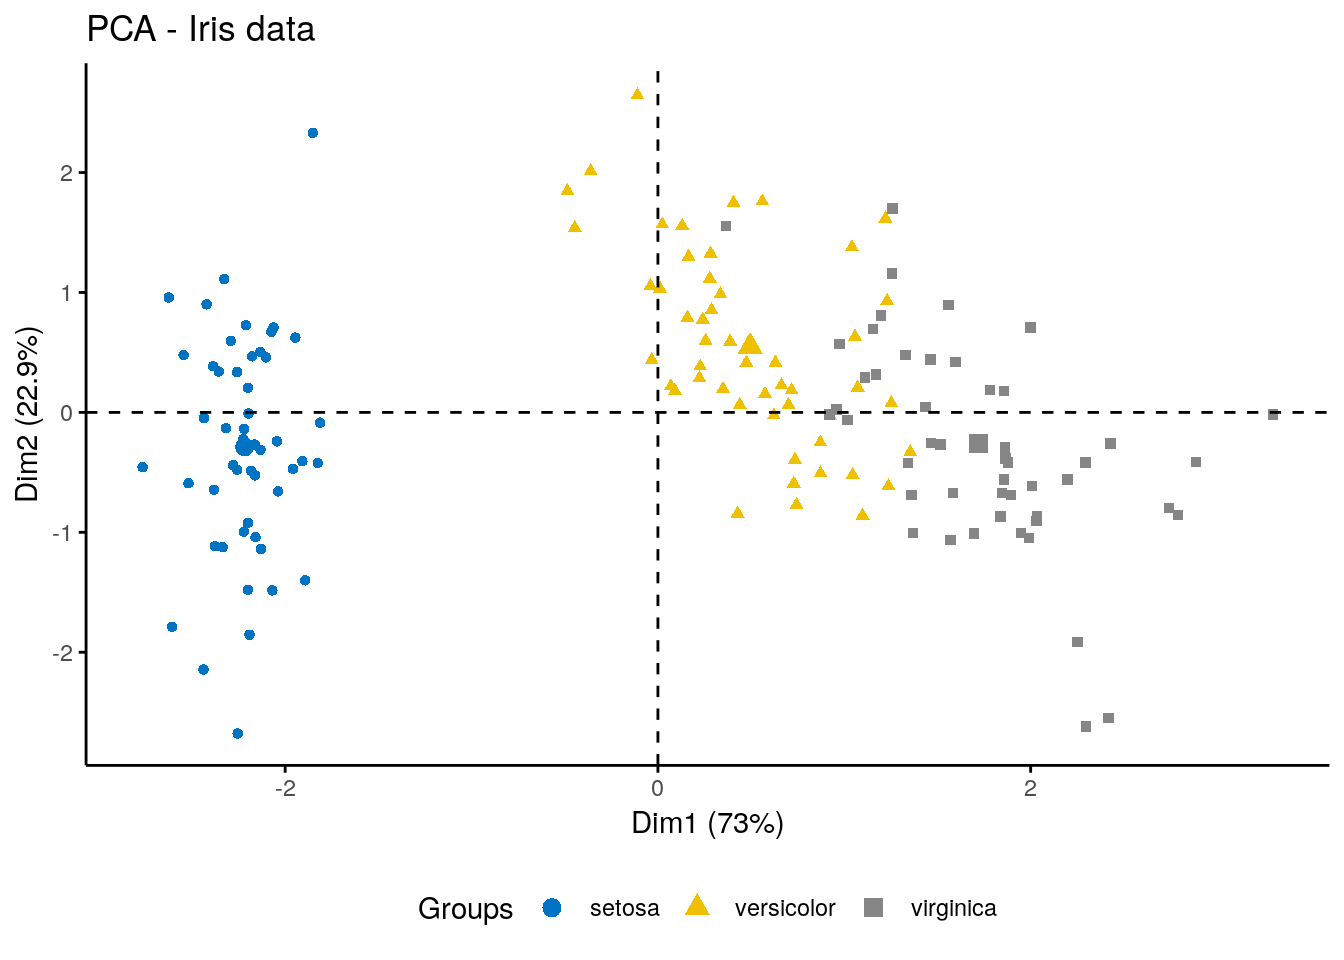 PCA - Iris data
Dim2 (22.9%)
2
1
0
-1
-2
-2 0 2
Dim1 (73%)
Groups setosa versicolor virginica